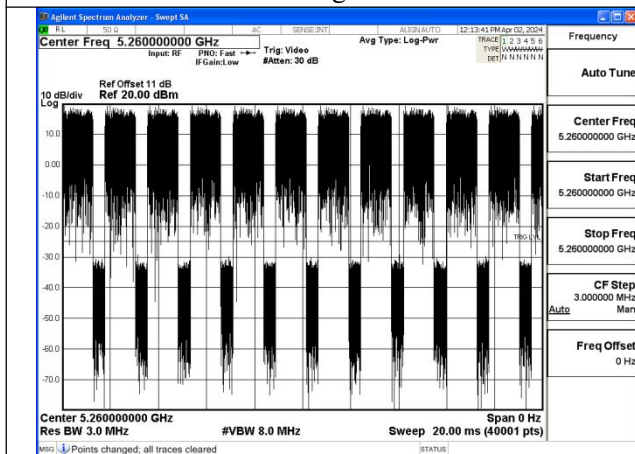 Agilent Spectrum Analyzer - Swept SA
RL 50 Ω AC SENSE:INT ALIGN AUTO 12:13:41 PM Apr 02, 2024
Center Freq 5.260000000 GHz
Input: RF PNO: Fast Trig: Video Avg Type: Log-Pwr
IFGain:Low #Atten: 30 dB
TRACE 1 2 3 4 5 6
TYPE
DET N N N N N N
Frequency
Auto Tune
Ref Offset 11 dB
10 dB/div Ref 20.00 dBm
Log
10.0
0.00
-10.0
-20.0
-30.0
-40.0
-50.0
-60.0
-70.0
TRIG LVL
Center Freq
5.260000000 GHz
Start Freq
5.260000000 GHz
Stop Freq
5.260000000 GHz
CF Step
3.000000 MHz
Auto Man
Freq Offset
0 Hz
Center 5.260000000 GHz Span 0 Hz
Res BW 3.0 MHz #VBW 8.0 MHz Sweep 20.00 ms (40001 pts)
MSG Points changed; all traces cleared STATUS